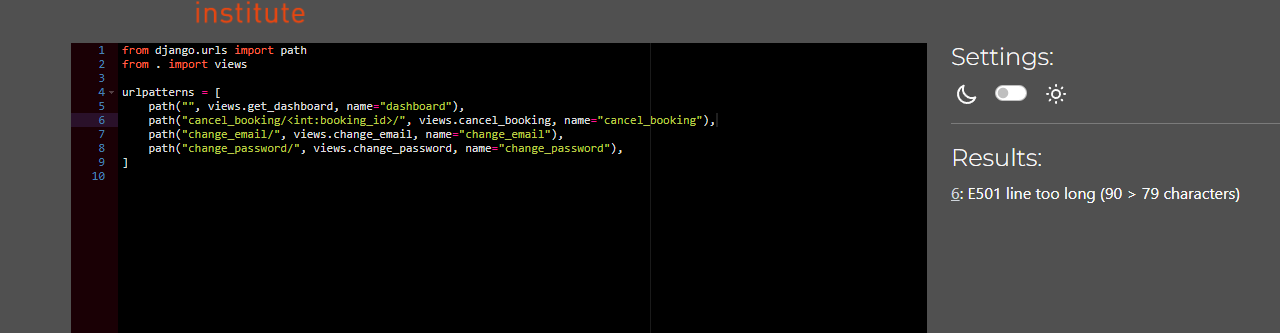 institute
1 from django.urls import path
2 from . import views
3
4 urlpatterns = [
5     path("", views.get_dashboard, name="dashboard"),
6     path("cancel_booking/<int:booking_id>/", views.cancel_booking, name="cancel_booking"),
7     path("change_email/", views.change_email, name="change_email"),
8     path("change_password/", views.change_password, name="change_password"),
9 ]
10
Settings:
Results:
6: E501 line too long (90 > 79 characters)